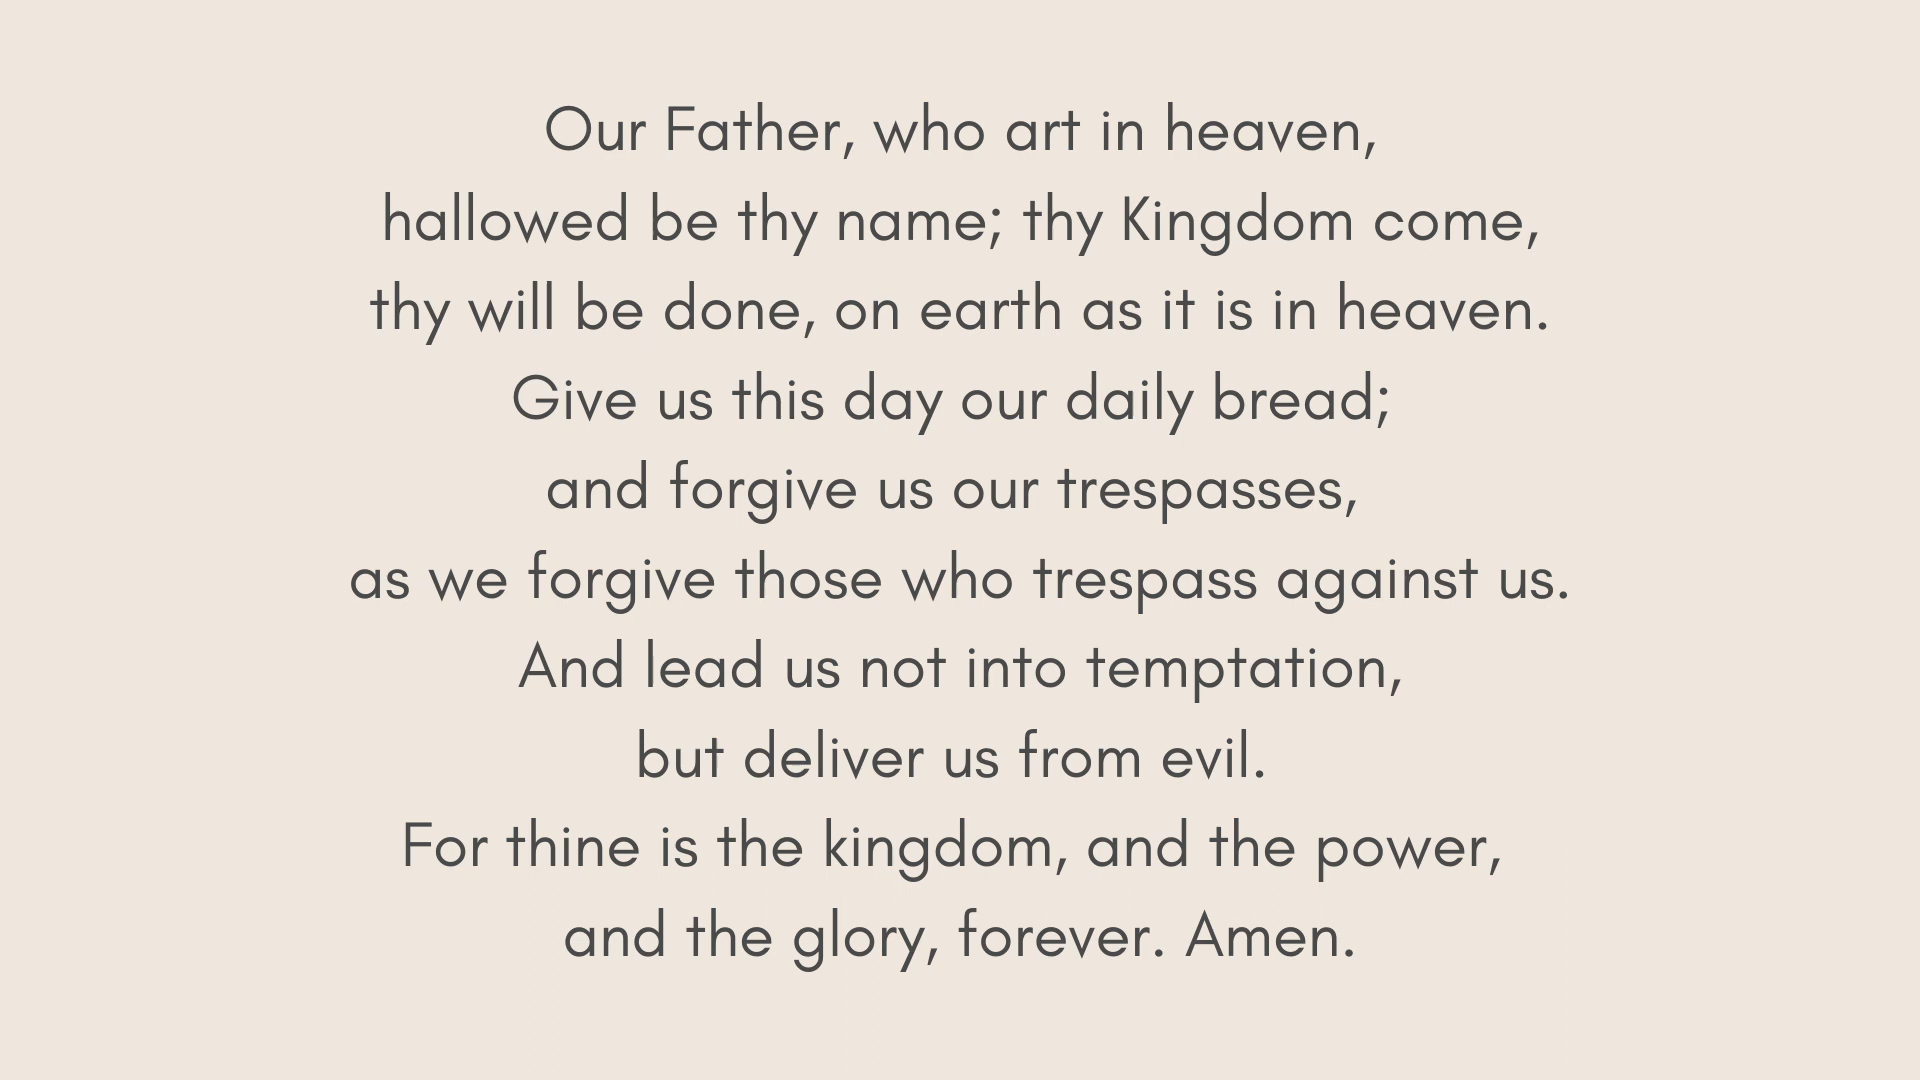 Our Father, who art in heaven,
hallowed be thy name; thy Kingdom come,
thy will be done, on earth as it is in heaven.
Give us this day our daily bread;
and forgive us our trespasses,
as we forgive those who trespass against us.
And lead us not into temptation,
but deliver us from evil.
For thine is the kingdom, and the power,
and the glory, forever. Amen.